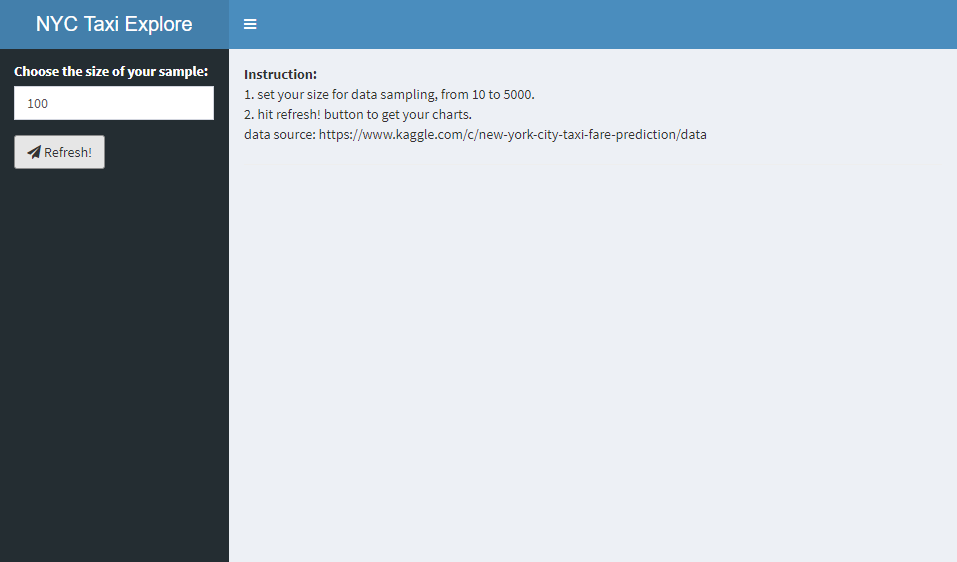 NYC Taxi Explore
Choose the size of your sample:
100
Refresh!
Instruction:
1. set your size for data sampling, from 10 to 5000.
2. hit refresh! button to get your charts.
data source: https://www.kaggle.com/c/new-york-city-taxi-fare-prediction/data